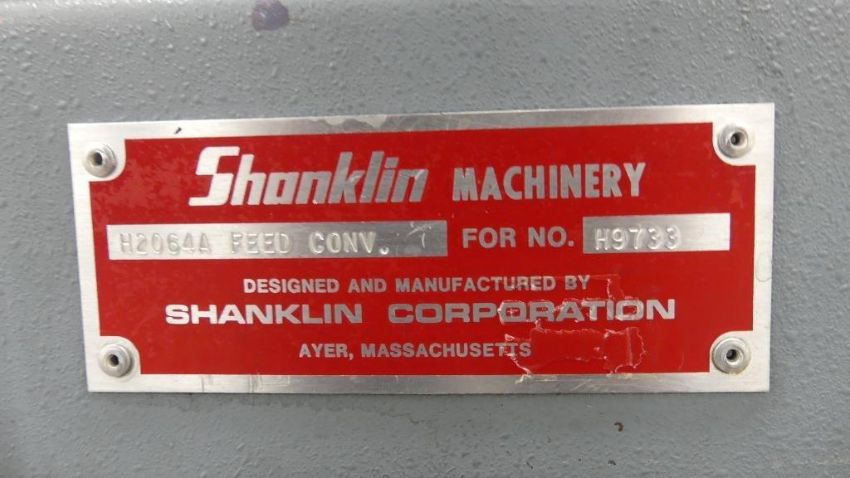 Shanklin MACHINERY
H2064A FEED CONV. FOR NO. H9733
DESIGNED AND MANUFACTURED BY
SHANKLIN CORPORATION
AYER, MASSACHUSETTS